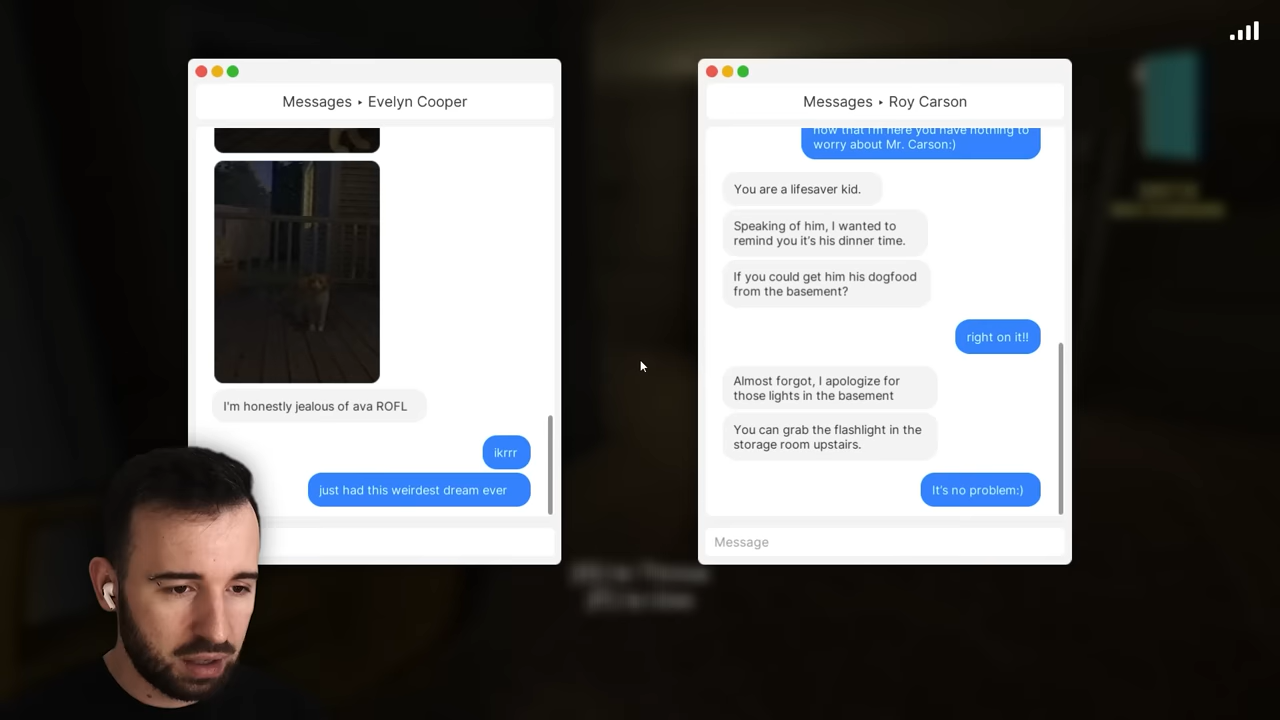 Messages ▸ Evelyn Cooper
I'm honestly jealous of ava ROFL
ikrrr
just had this weirdest dream ever
Messages ▸ Roy Carson
now that I'm here you have nothing to
worry about Mr. Carson:)
You are a lifesaver kid.
Speaking of him, I wanted to
remind you it's his dinner time.
If you could get him his dogfood
from the basement?
right on it!!
Almost forgot, I apologize for
those lights in the basement
You can grab the flashlight in the
storage room upstairs.
It's no problem:)
Message